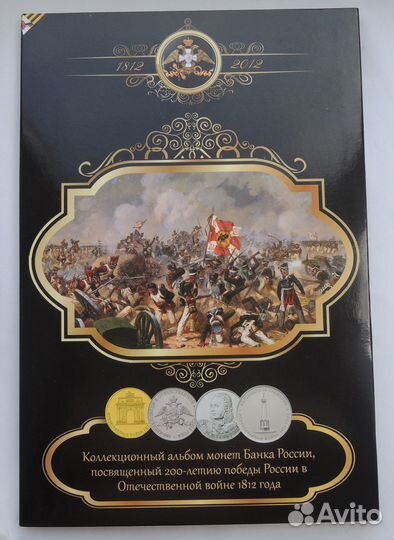 1812 2012
Коллекционный альбом монет Банка России,
посвященный 200-летию победы России в
Отечественной войне 1812 года
Avito